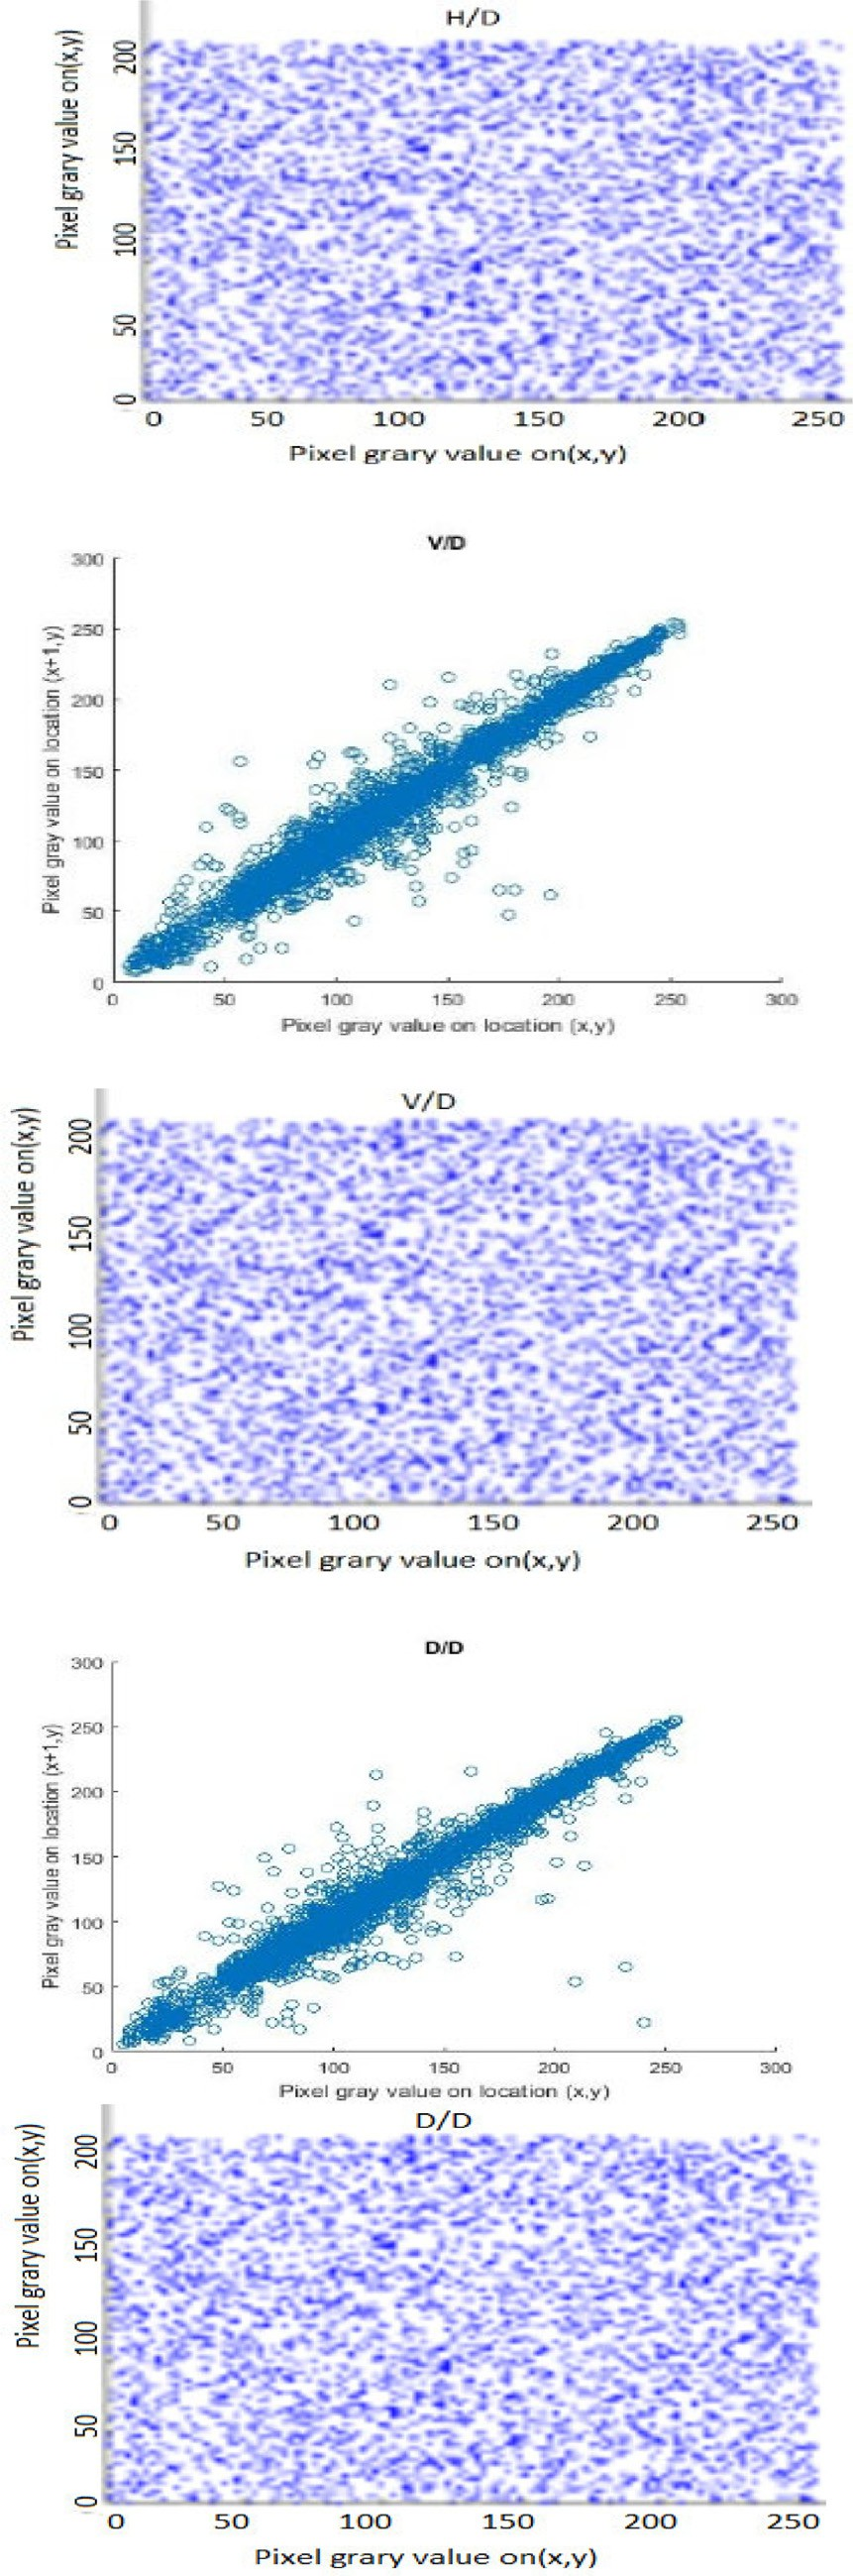 H/D
Pixel grary value on(x,y)
200
150
100
50
0
0 50 100 150 200 250
Pixel grary value on(x,y)
V/D
Pixel gray value on location (x+1,y)
300
250
200
150
100
50
0
0 50 100 150 200 250 300
Pixel gray value on location (x,y)
V/D
Pixel grary value on(x,y)
200
150
100
50
0
0 50 100 150 200 250
Pixel grary value on(x,y)
D/D
Pixel gray value on location (x+1,y)
300
250
200
150
100
50
0
0 50 100 150 200 250 300
Pixel gray value on location (x,y)
D/D
Pixel grary value on(x,y)
200
150
100
50
0
0 50 100 150 200 250
Pixel grary value on(x,y)